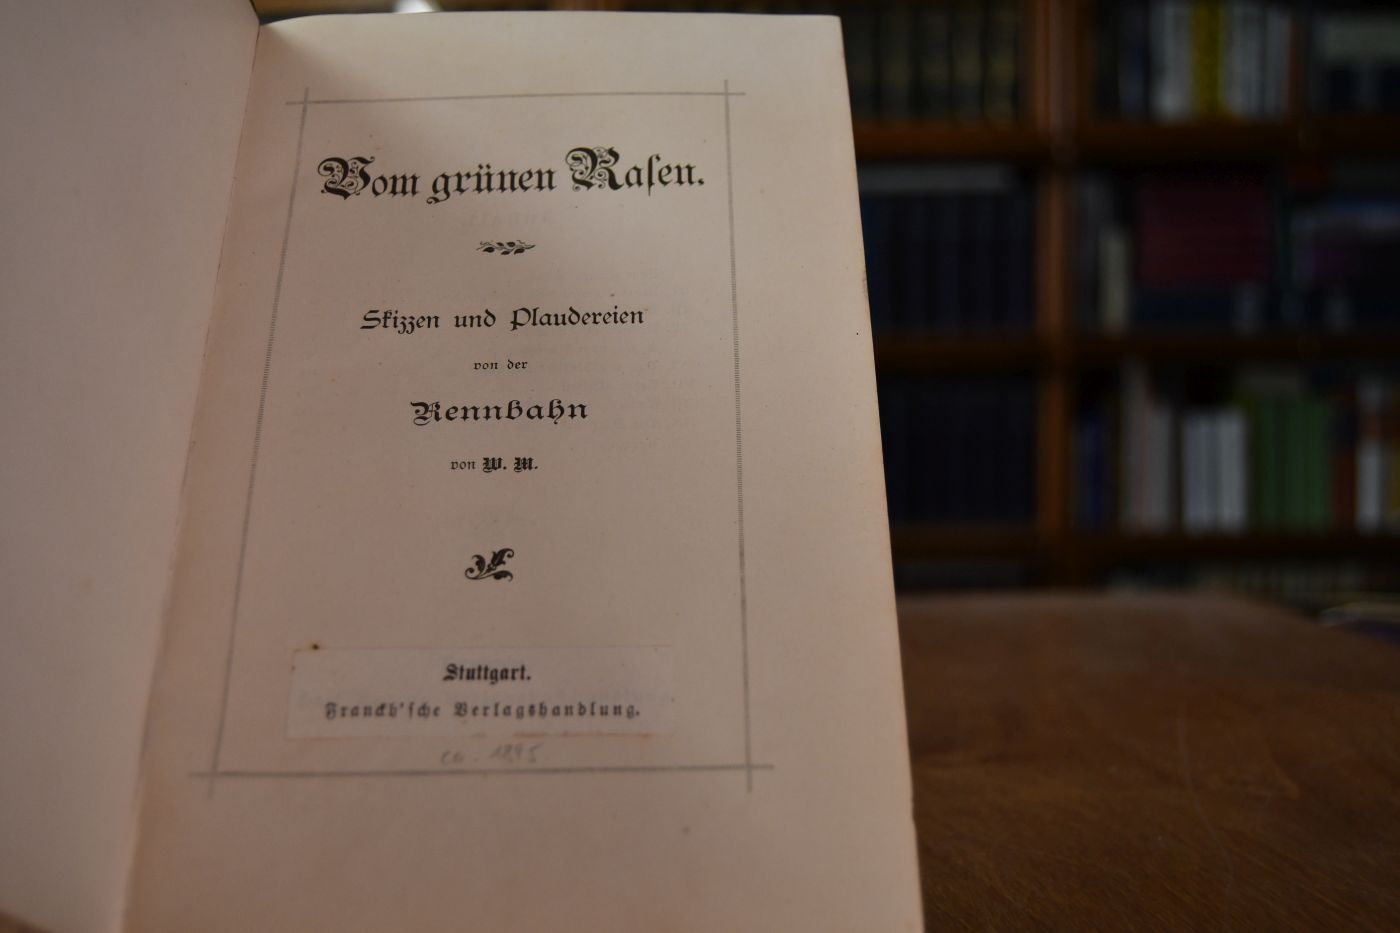 Vom grünen Rasen.
Skizzen und Plaudereien
von der
Rennbahn
von W. M.
Stuttgart.
Franckh'sche Verlagshandlung.
ca. 1895